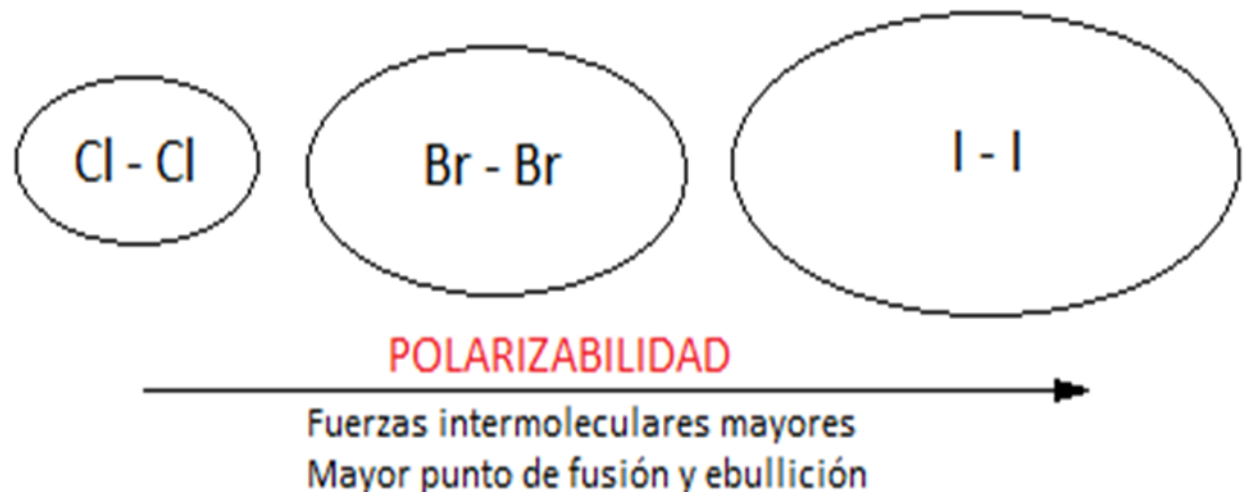 Cl - Cl
Br - Br
I - I
POLARIZABILIDAD
Fuerzas intermoleculares mayores
Mayor punto de fusión y ebullición